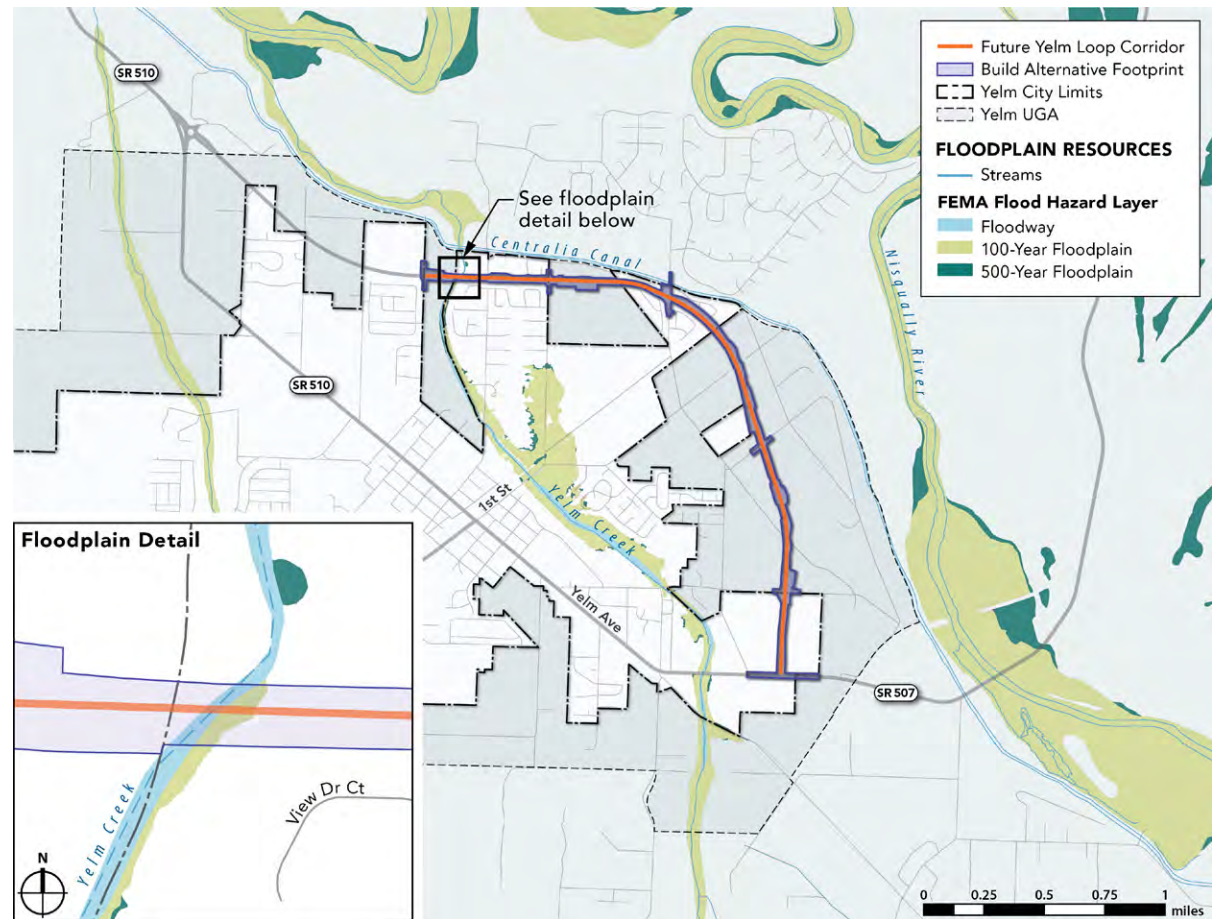 Future Yelm Loop Corridor
Build Alternative Footprint
Yelm City Limits
Yelm UGA
FLOODPLAIN RESOURCES
Streams
FEMA Flood Hazard Layer
Floodway
100-Year Floodplain
500-Year Floodplain
SR 510
See floodplain
detail below
Centralia Canal
Nisqually River
SR 510
1st St
Yelm Creek
Yelm Ave
SR 507
Floodplain Detail
Yelm Creek
View Dr Ct
N
0 0.25 0.5 0.75 1
miles